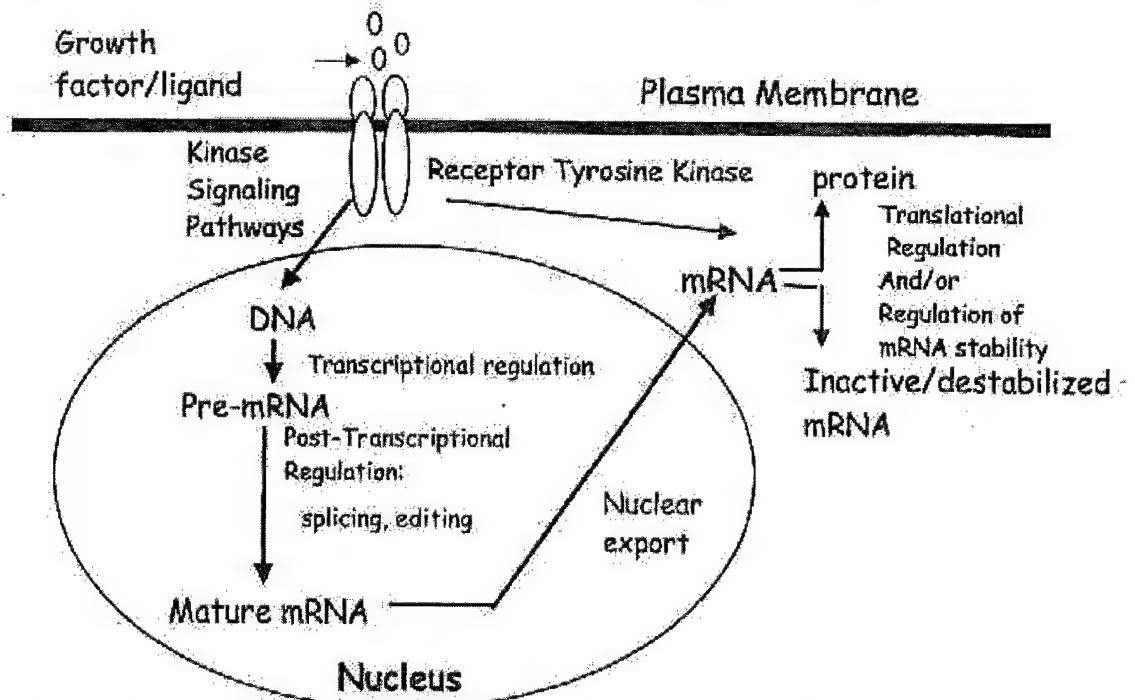 Growth
factor/ligand
Plasma Membrane
Kinase
Signaling
Pathways
Receptor Tyrosine Kinase
protein
Translational
Regulation
And/or
Regulation of
mRNA stability
mRNA
Inactive/destabilized
mRNA
DNA
Transcriptional regulation
Pre-mRNA
Post-Transcriptional
Regulation:
splicing, editing
Nuclear
export
Mature mRNA
Nucleus